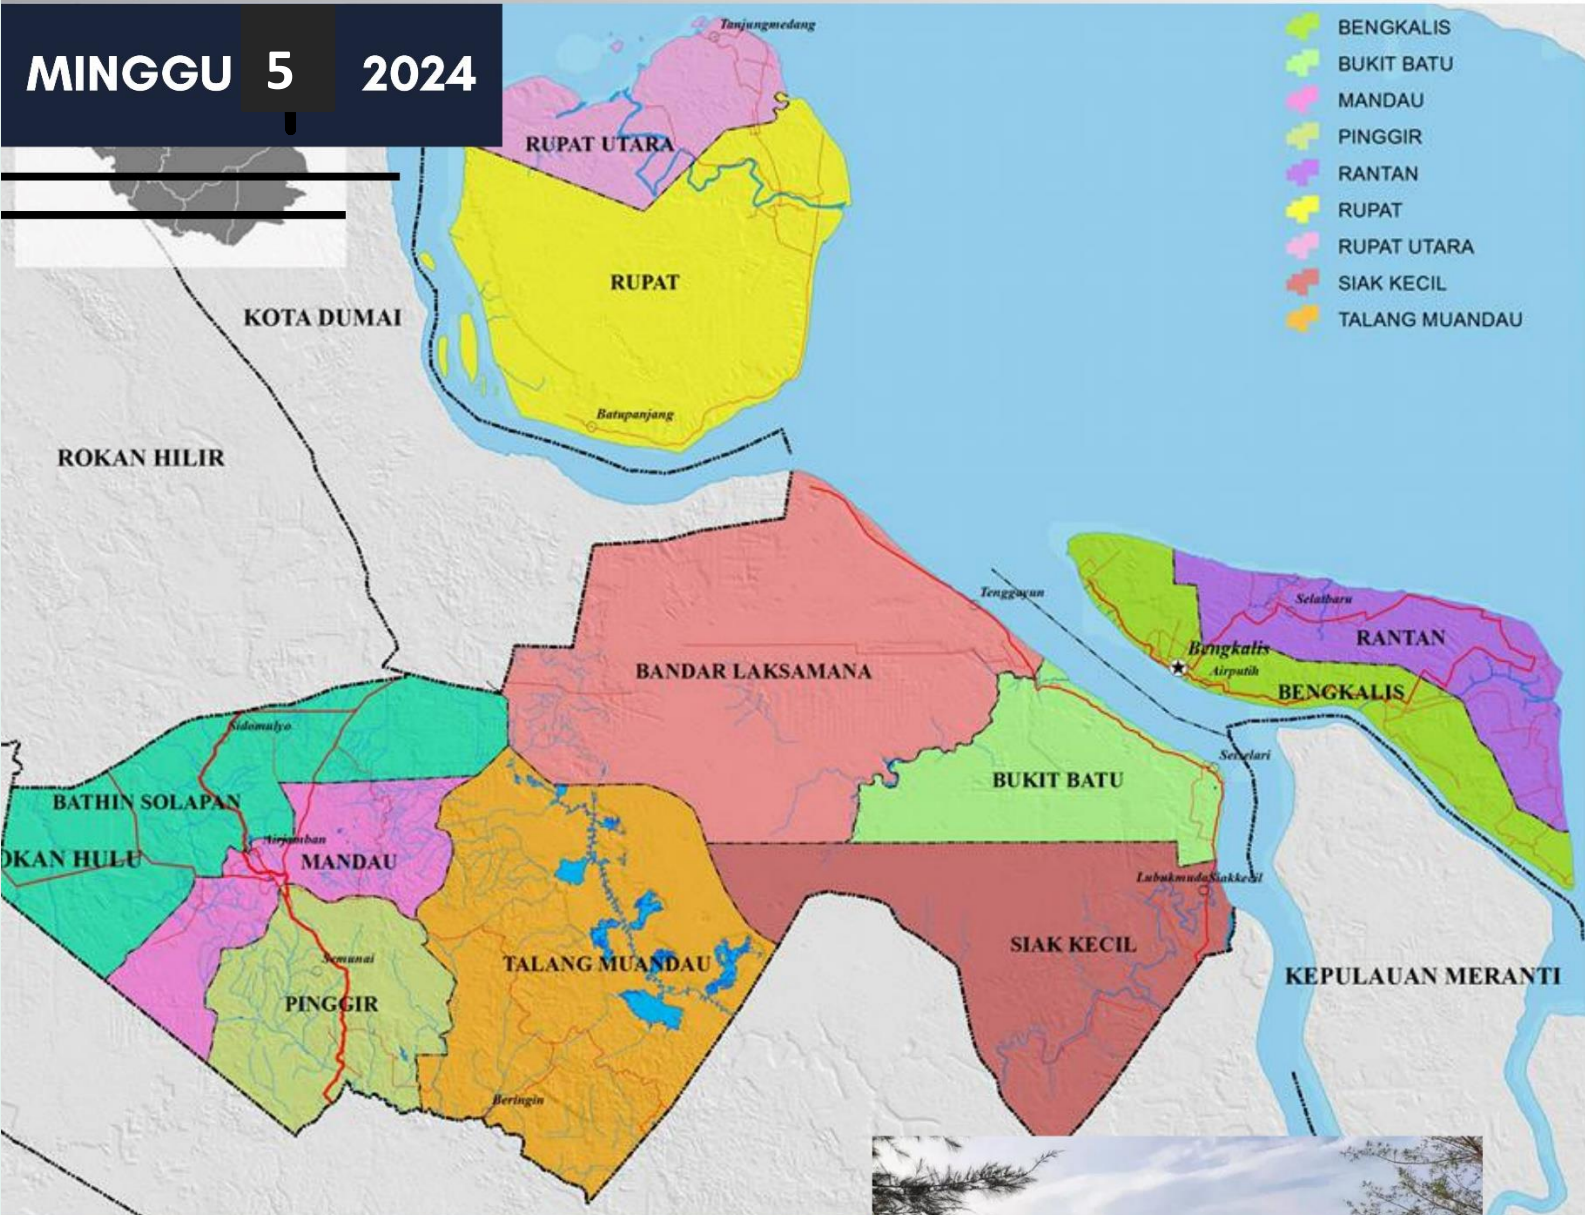 MINGGU 5 2024
Tanjungmedang
RUPAT UTARA
RUPAT
Batupanjang
KOTA DUMAI
ROKAN HILIR
BENGKALIS
BUKIT BATU
MANDAU
PINGGIR
RANTAN
RUPAT
RUPAT UTARA
SIAK KECIL
TALANG MUANDAU
Tenggayun
Selatbaru
RANTAN
Bengkalis
Airputih
BENGKALIS
BANDAR LAKSAMANA
Sidomulyo
BATHIN SOLAPAN
Airjamban
MANDAU
OKAN HULU
BUKIT BATU
LubukmudaSiakkecil
SIAK KECIL
KEPULAUAN MERANTI
TALANG MUANDAU
Semunai
PINGGIR
Beringin